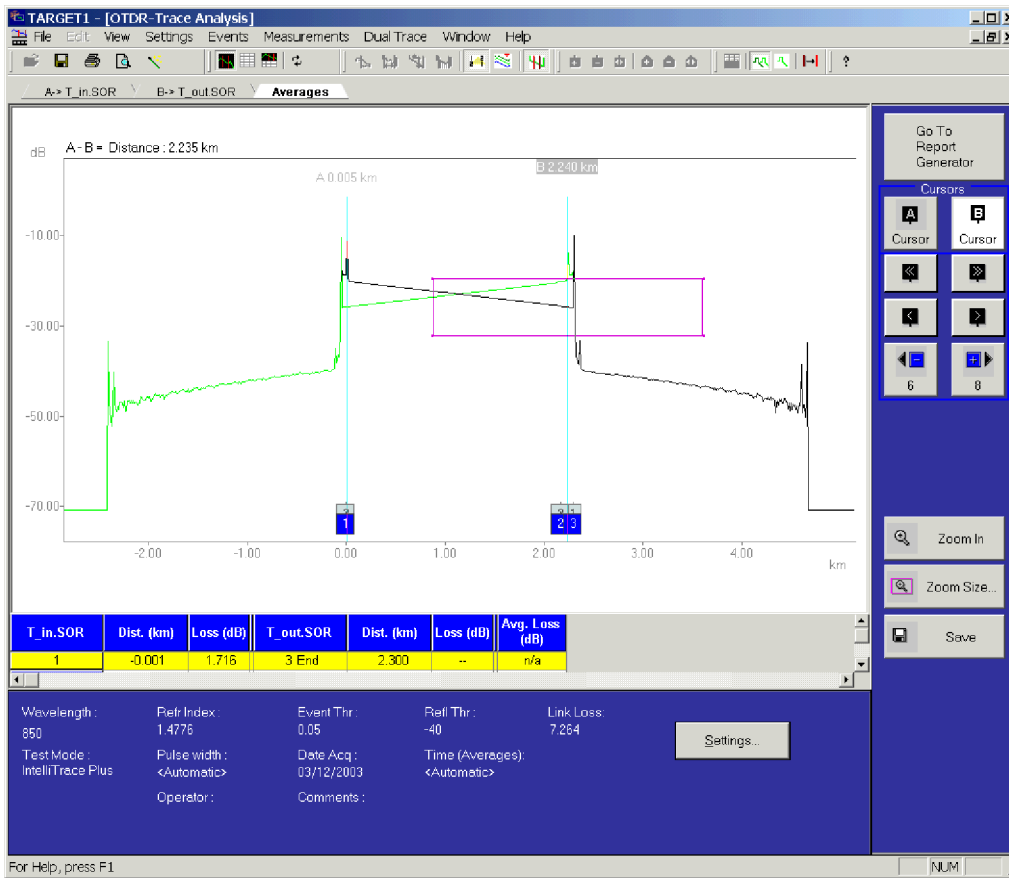 TARGET1 - [OTDR-Trace Analysis]
File Edit View Settings Events Measurements Dual Trace Window Help
A-> T_in.SOR B-> T_out.SOR Averages
dB A - B = Distance : 2.235 km
A 0.005 km B 2.240 km
-10.00
-30.00
-50.00
-70.00
1 2 3
-2.00 -1.00 0.00 1.00 2.00 3.00 4.00
km
Go To
Report
Generator
Cursors
A B
Cursor Cursor
6 8
Zoom In
Zoom Size...
Save
T_in.SOR Dist. (km) Loss (dB) T_out.SOR Dist. (km) Loss (dB) Avg. Loss (dB)
1 -0.001 1.716 3 End 2.300 -- n/a
Wavelength : Refr Index : Event Thr : Refl Thr : Link Loss:
850 1.4776 0.05 -40 7.264
Test Mode : Pulse width : Date Acq : Time (Averages):
IntelliTrace Plus <Automatic> 03/12/2003 <Automatic>
Operator : Comments :
Settings...
For Help, press F1 NUM